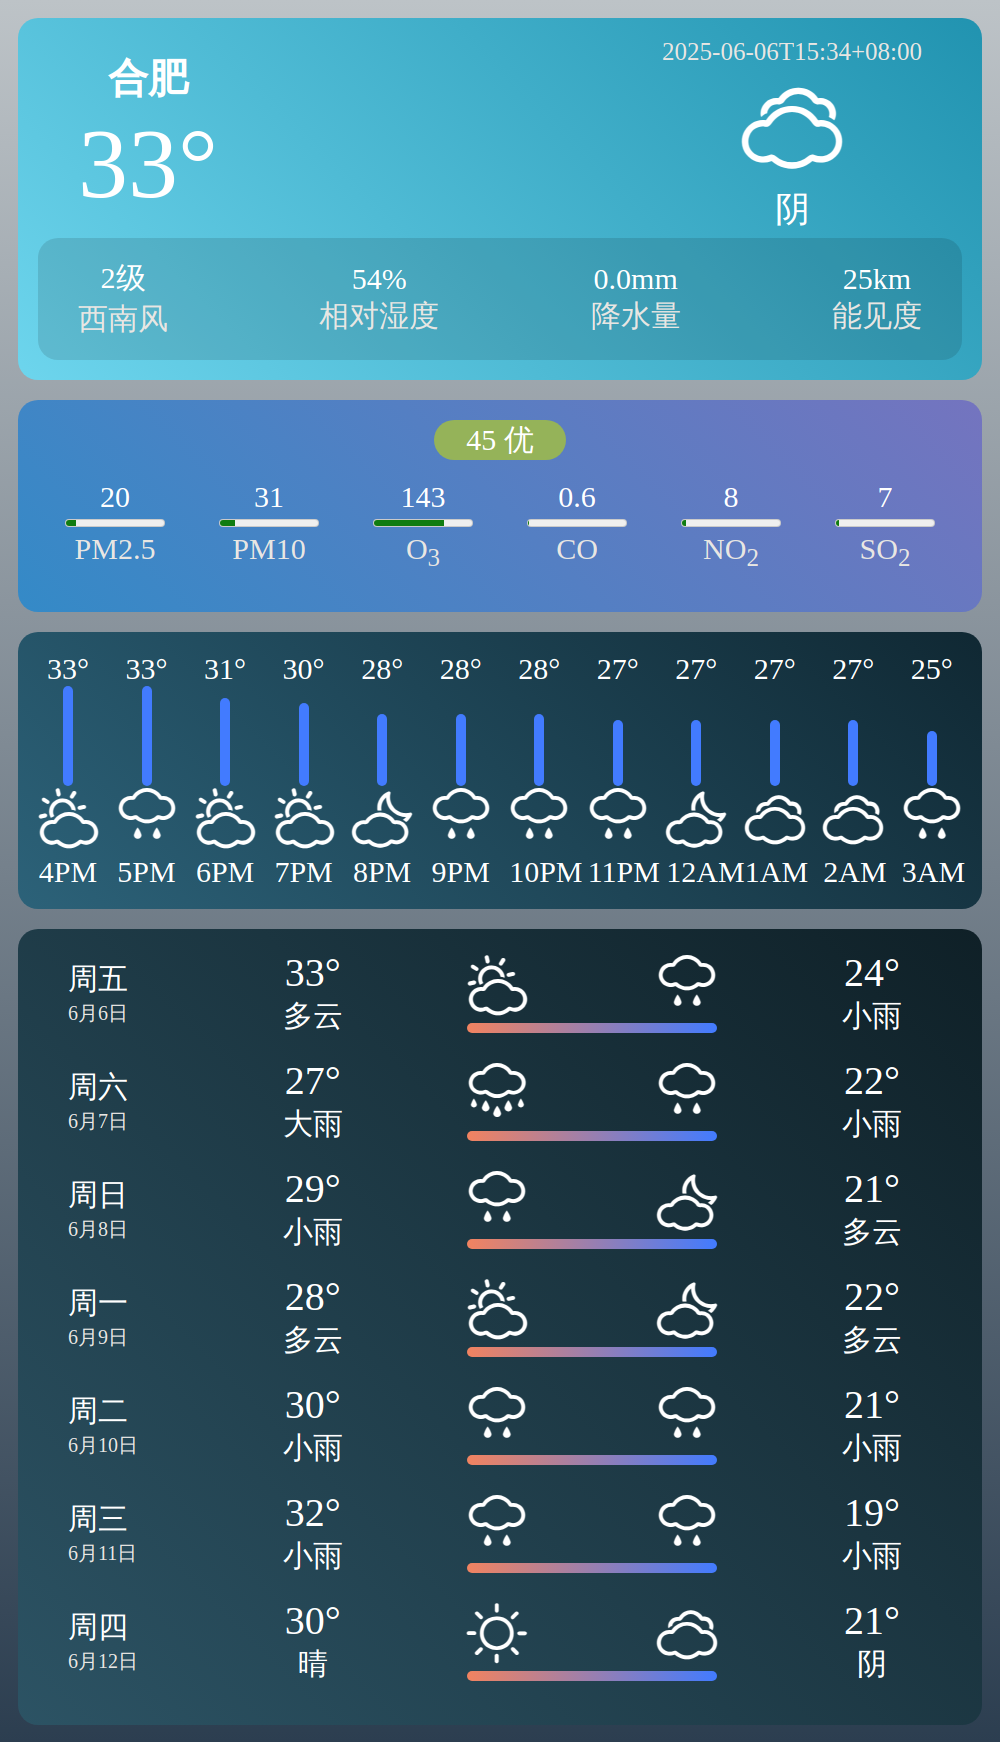 合肥
33°
2025-06-06T15:34+08:00
阴
2级 54% 0.0mm 25km
西南风 相对湿度 降水量 能见度
45 优
20 31 143 0.6 8 7
PM2.5 PM10 O3 CO NO2 SO2
33° 33° 31° 30° 28° 28° 28° 27° 27° 27° 27° 25°
4PM 5PM 6PM 7PM 8PM 9PM 10PM 11PM 12AM 1AM 2AM 3AM
周五 33° 24°
6月6日 多云 小雨
周六 27° 22°
6月7日 大雨 小雨
周日 29° 21°
6月8日 小雨 多云
周一 28° 22°
6月9日 多云 多云
周二 30° 21°
6月10日 小雨 小雨
周三 32° 19°
6月11日 小雨 小雨
周四 30° 21°
6月12日 晴 阴